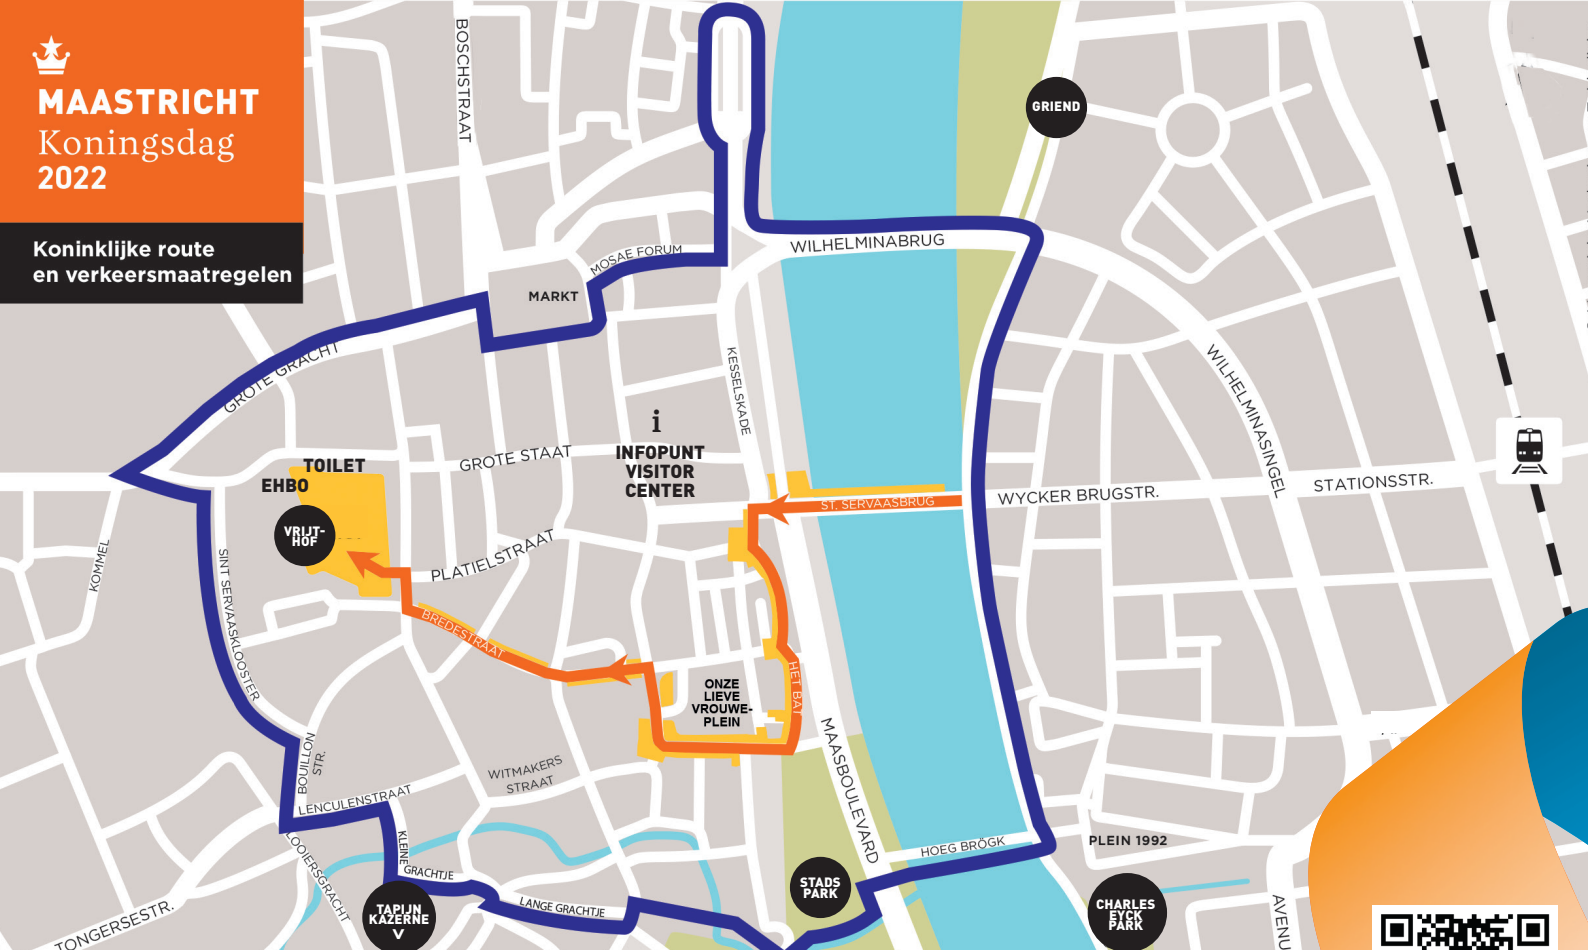 MAASTRICHT
Koningsdag
2022
Koninklijke route
en verkeersmaatregelen
BOSCHSTRAAT
GRIEND
WILHELMINABRUG
MOSAE FORUM
MARKT
GROTE GRACHT
KESSELSKADE
WILHELMINASINGEL
i
INFOPUNT
VISITOR
CENTER
GROTE STAAT
TOILET
EHBO
VRIJT-
HOF
ST. SERVAASBRUG
WYCKER BRUGSTR.
STATIONSSTR.
KOMMEL
SINT SERVAASKLOOSTER
PLATIELSTRAAT
BREDESTRAAT
HET BAT
ONZE
LIEVE
VROUWE-
PLEIN
MAASBOULEVARD
BOUILLON
STR.
WITMAKERS
STRAAT
LENCULENSTRAAT
LOOIERSGRACHT
KLEINE
GRACHTJE
LANGE GRACHTJE
TAPIJN
KAZERNE
V
TONGERSESTR.
STADS
PARK
HOEG BRÖGK
PLEIN 1992
CHARLES
EYCK
PARK
AVENU